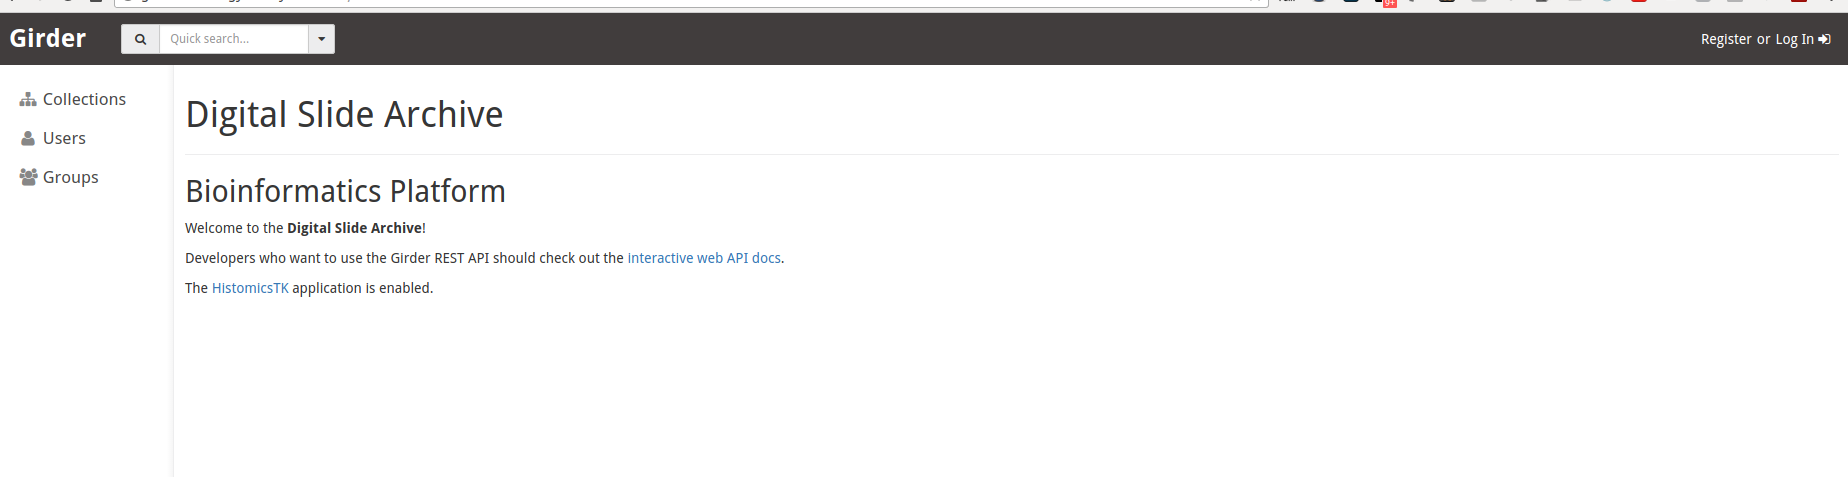 9+
Girder
Quick search...
Register or Log In
Collections
Users
Groups
Digital Slide Archive
Bioinformatics Platform
Welcome to the Digital Slide Archive!
Developers who want to use the Girder REST API should check out the interactive web API docs.
The HistomicsTK application is enabled.